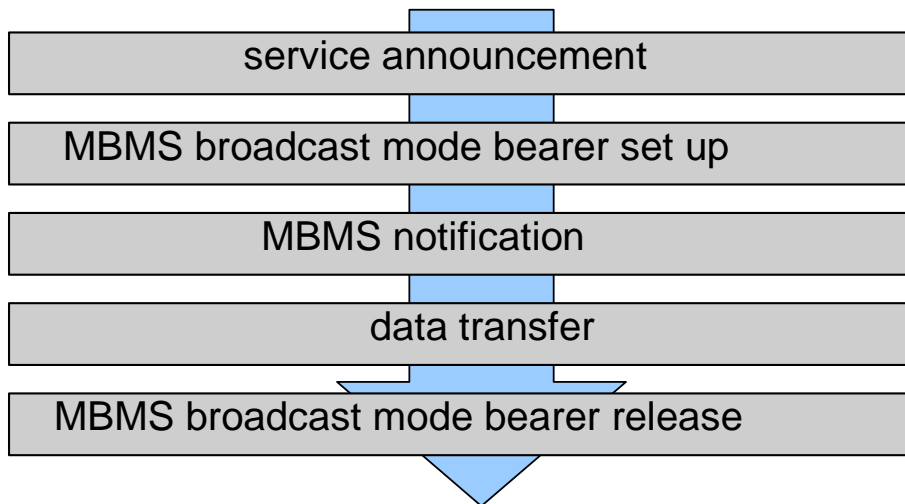 service announcement
MBMS broadcast mode bearer set up
MBMS notification
data transfer
MBMS broadcast mode bearer release